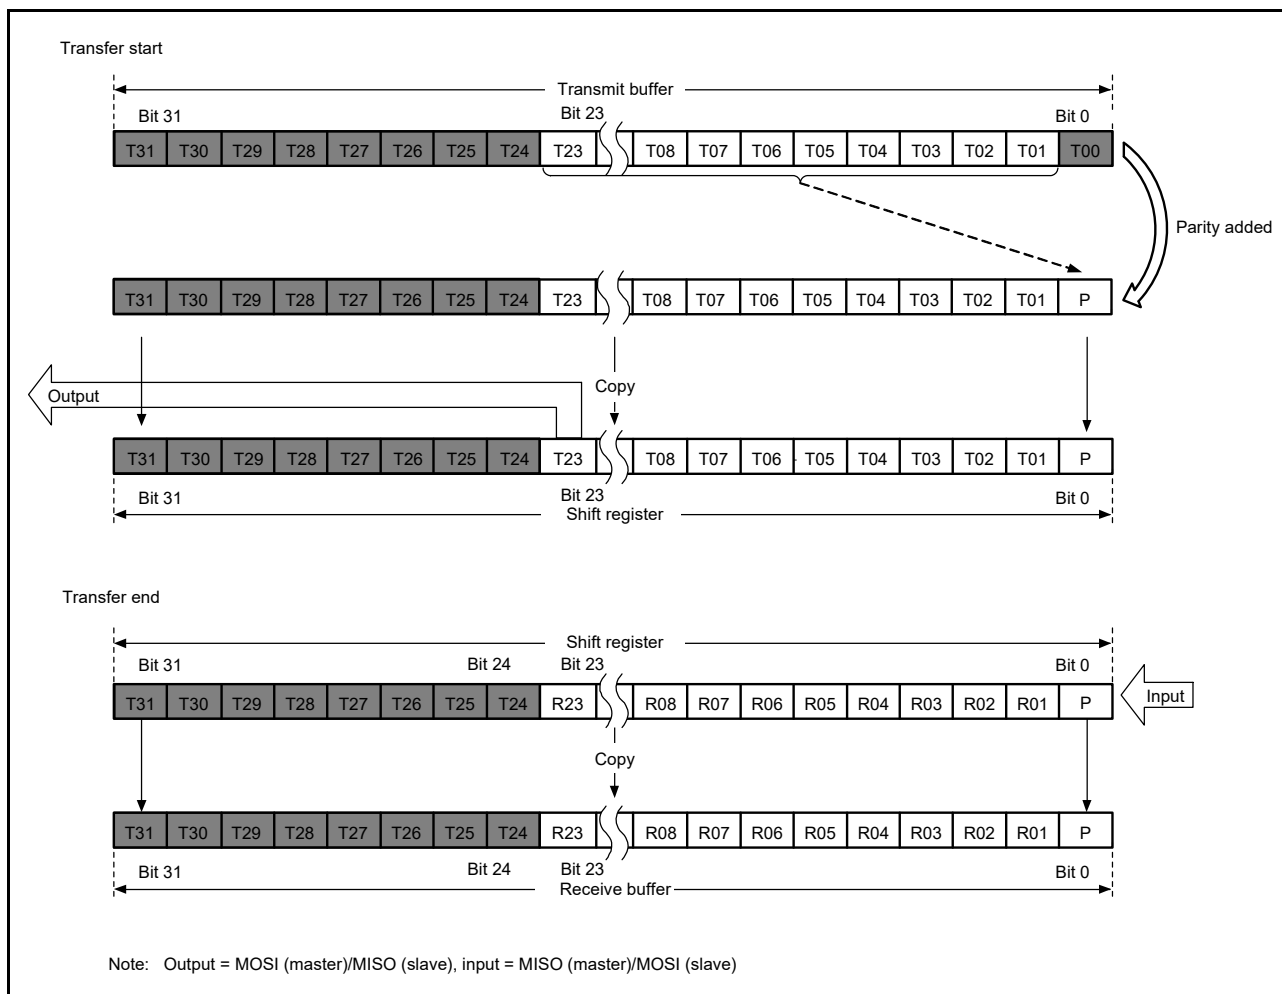 Transfer start
Transmit buffer
Bit 31 Bit 23 Bit 0
T31 T30 T29 T28 T27 T26 T25 T24 T23 T08 T07 T06 T05 T04 T03 T02 T01 T00
Parity added
T31 T30 T29 T28 T27 T26 T25 T24 T23 T08 T07 T06 T05 T04 T03 T02 T01 P
Copy
Output
T31 T30 T29 T28 T27 T26 T25 T24 T23 T08 T07 T06 T05 T04 T03 T02 T01 P
Bit 31 Bit 23 Bit 0
Shift register
Transfer end
Shift register
Bit 31 Bit 24 Bit 23 Bit 0
T31 T30 T29 T28 T27 T26 T25 T24 R23 R08 R07 R06 R05 R04 R03 R02 R01 P
Input
Copy
T31 T30 T29 T28 T27 T26 T25 T24 R23 R08 R07 R06 R05 R04 R03 R02 R01 P
Bit 31 Bit 24 Bit 23 Bit 0
Receive buffer
Note: Output = MOSI (master)/MISO (slave), input = MISO (master)/MOSI (slave)